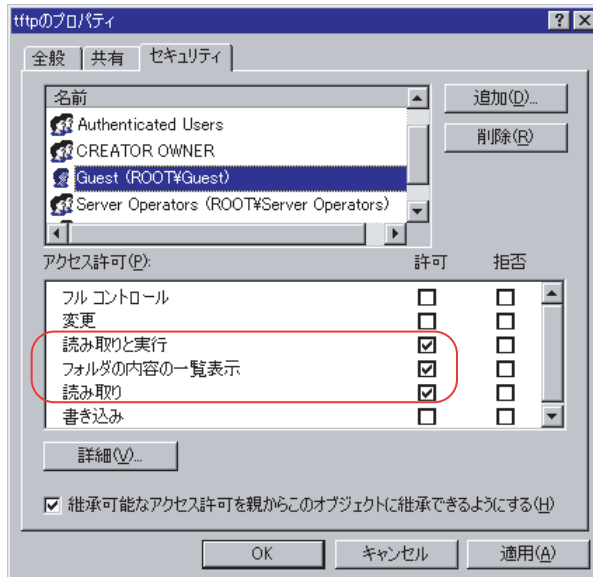 tftpのプロパティ
全般 共有 セキュリティ
名前
Authenticated Users
CREATOR OWNER
Guest (ROOT¥Guest)
Server Operators (ROOT¥Server Operators)
追加(D)...
削除(R)
アクセス許可(P): 許可 拒否
フル コントロール
変更
読み取りと実行
フォルダの内容の一覧表示
読み取り
書き込み
詳細(V)...
継承可能なアクセス許可を親からこのオブジェクトに継承できるようにする(H)
OK キャンセル 適用(A)